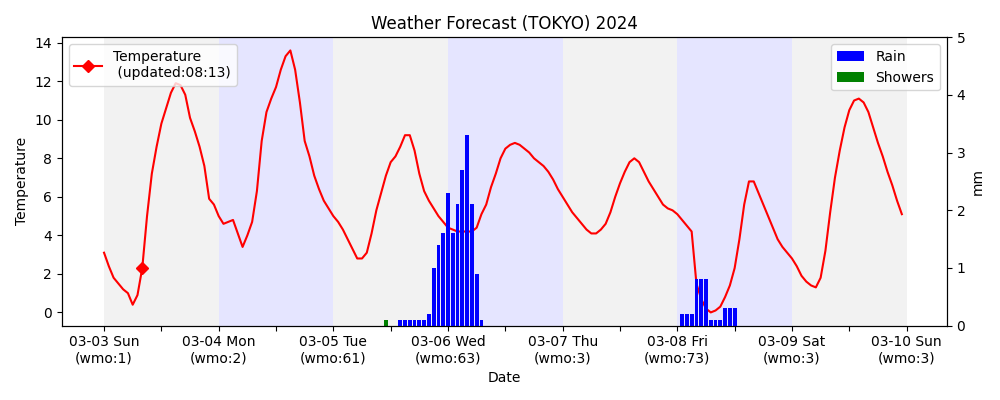 Weather Forecast (TOKYO) 2024
Temperature
(updated:08:13)
Rain
Showers
14
12
10
8
6
4
2
0
Temperature
5
4
3
2
1
0
mm
03-03 Sun 03-04 Mon 03-05 Tue 03-06 Wed 03-07 Thu 03-08 Fri 03-09 Sat 03-10 Sun
(wmo:1) (wmo:2) (wmo:61) (wmo:63) (wmo:3) (wmo:73) (wmo:3) (wmo:3)
Date